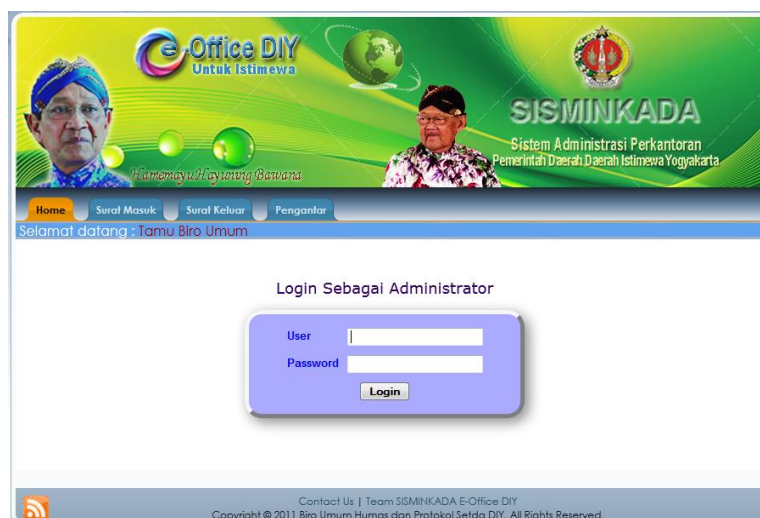 e-Office DIY
Untuk Istimewa
Hamemayu Hayuning Bawana
SISMINKADA
Sistem Administrasi Perkantoran
Pemerintah Daerah Daerah Istimewa Yogyakarta
Home
Surat Masuk
Surat Keluar
Pengantar
Selamat datang : Tamu Biro Umum
Login Sebagai Administrator
User
Password
Login
Contact Us | Team SISMINKADA E-Office DIY
Copyright © 2011 Biro Umum Humas dan Protokol Setda DIY. All Rights Reserved.